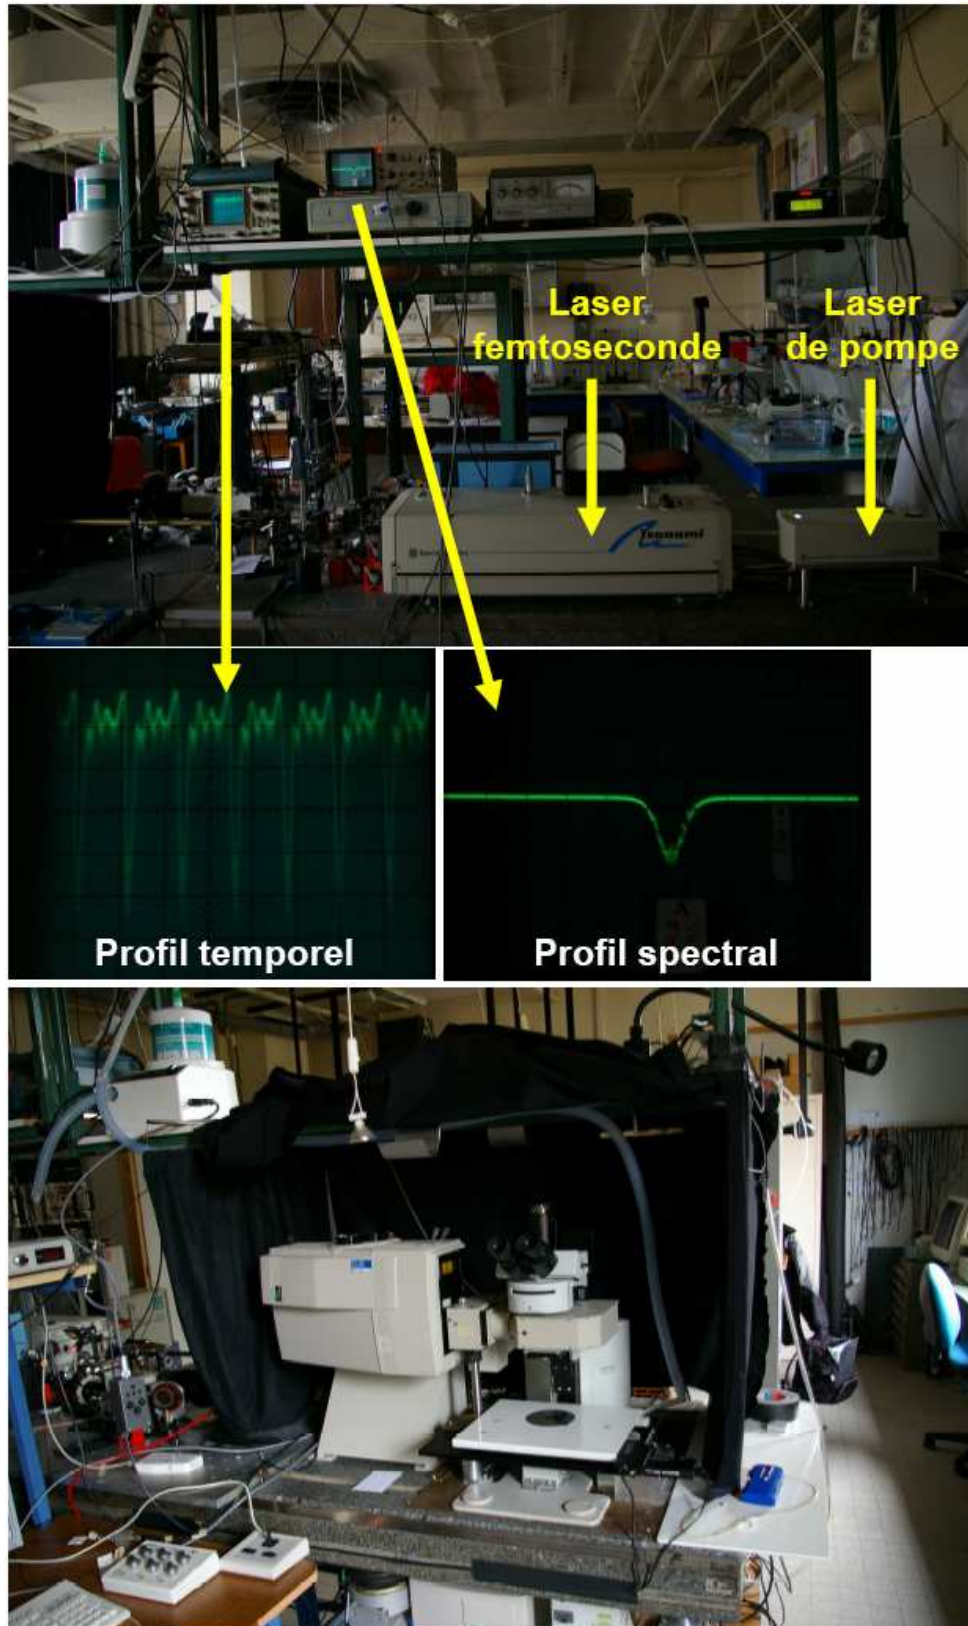 Laser
femtoseconde
Laser
de pompe
Tsunami
Profil temporel
Profil spectral